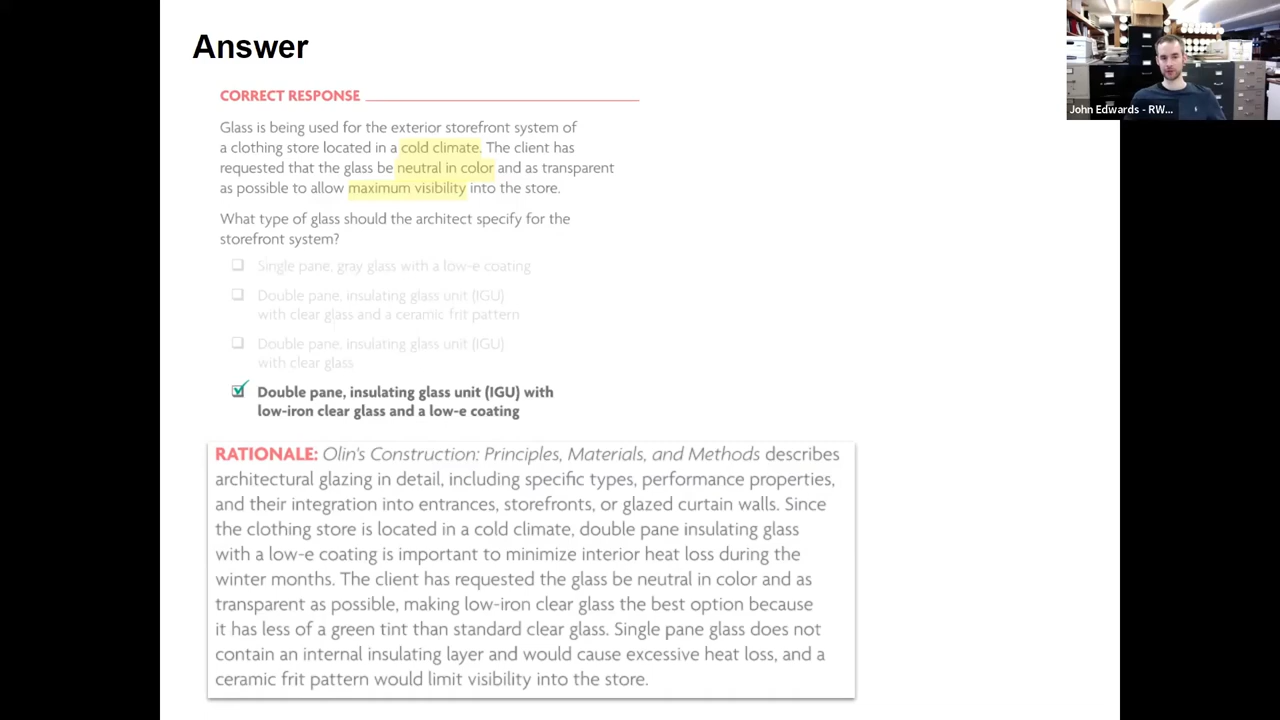 Answer
CORRECT RESPONSE
Glass is being used for the exterior storefront system of
a clothing store located in a cold climate. The client has
requested that the glass be neutral in color and as transparent
as possible to allow maximum visibility into the store.
What type of glass should the architect specify for the
storefront system?
Single pane, gray glass with a low-e coating
Double pane, insulating glass unit (IGU)
with clear glass and a ceramic frit pattern
Double pane, insulating glass unit (IGU)
with clear glass
Double pane, insulating glass unit (IGU) with
low-iron clear glass and a low-e coating
RATIONALE: Olin's Construction: Principles, Materials, and Methods describes
architectural glazing in detail, including specific types, performance properties,
and their integration into entrances, storefronts, or glazed curtain walls. Since
the clothing store is located in a cold climate, double pane insulating glass
with a low-e coating is important to minimize interior heat loss during the
winter months. The client has requested the glass be neutral in color and as
transparent as possible, making low-iron clear glass the best option because
it has less of a green tint than standard clear glass. Single pane glass does not
contain an internal insulating layer and would cause excessive heat loss, and a
ceramic frit pattern would limit visibility into the store.
John Edwards - RW...